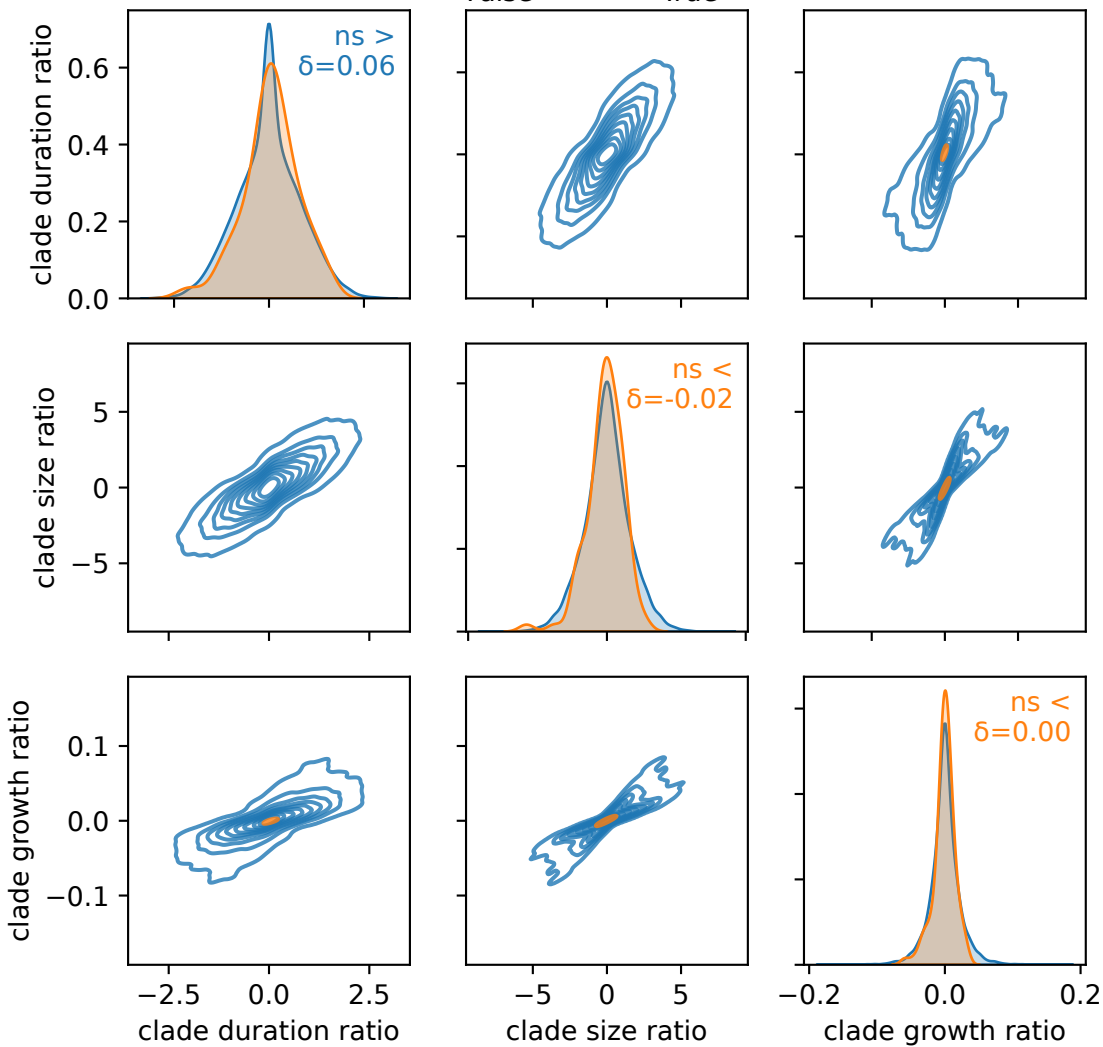 clade duration ratio
0.6
0.4
0.2
0.0
ns >
δ=0.06
clade size ratio
5
0
−5
ns <
δ=-0.02
clade growth ratio
0.1
0.0
−0.1
ns <
δ=0.00
−2.5 0.0 2.5
−5 0 5
−0.2 0.0 0.2
clade duration ratio
clade size ratio
clade growth ratio